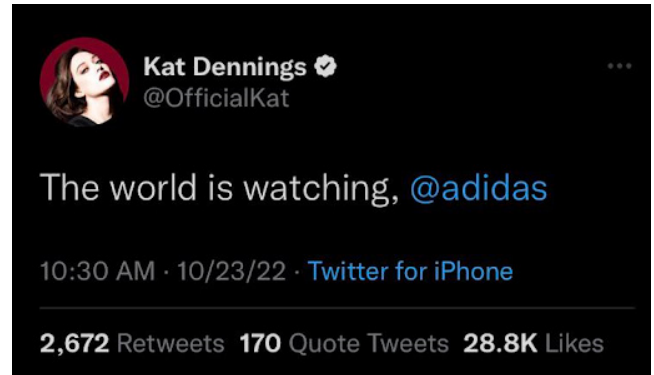 Kat Dennings
@OfficialKat
The world is watching, @adidas
10:30 AM · 10/23/22 · Twitter for iPhone
2,672 Retweets 170 Quote Tweets 28.8K Likes